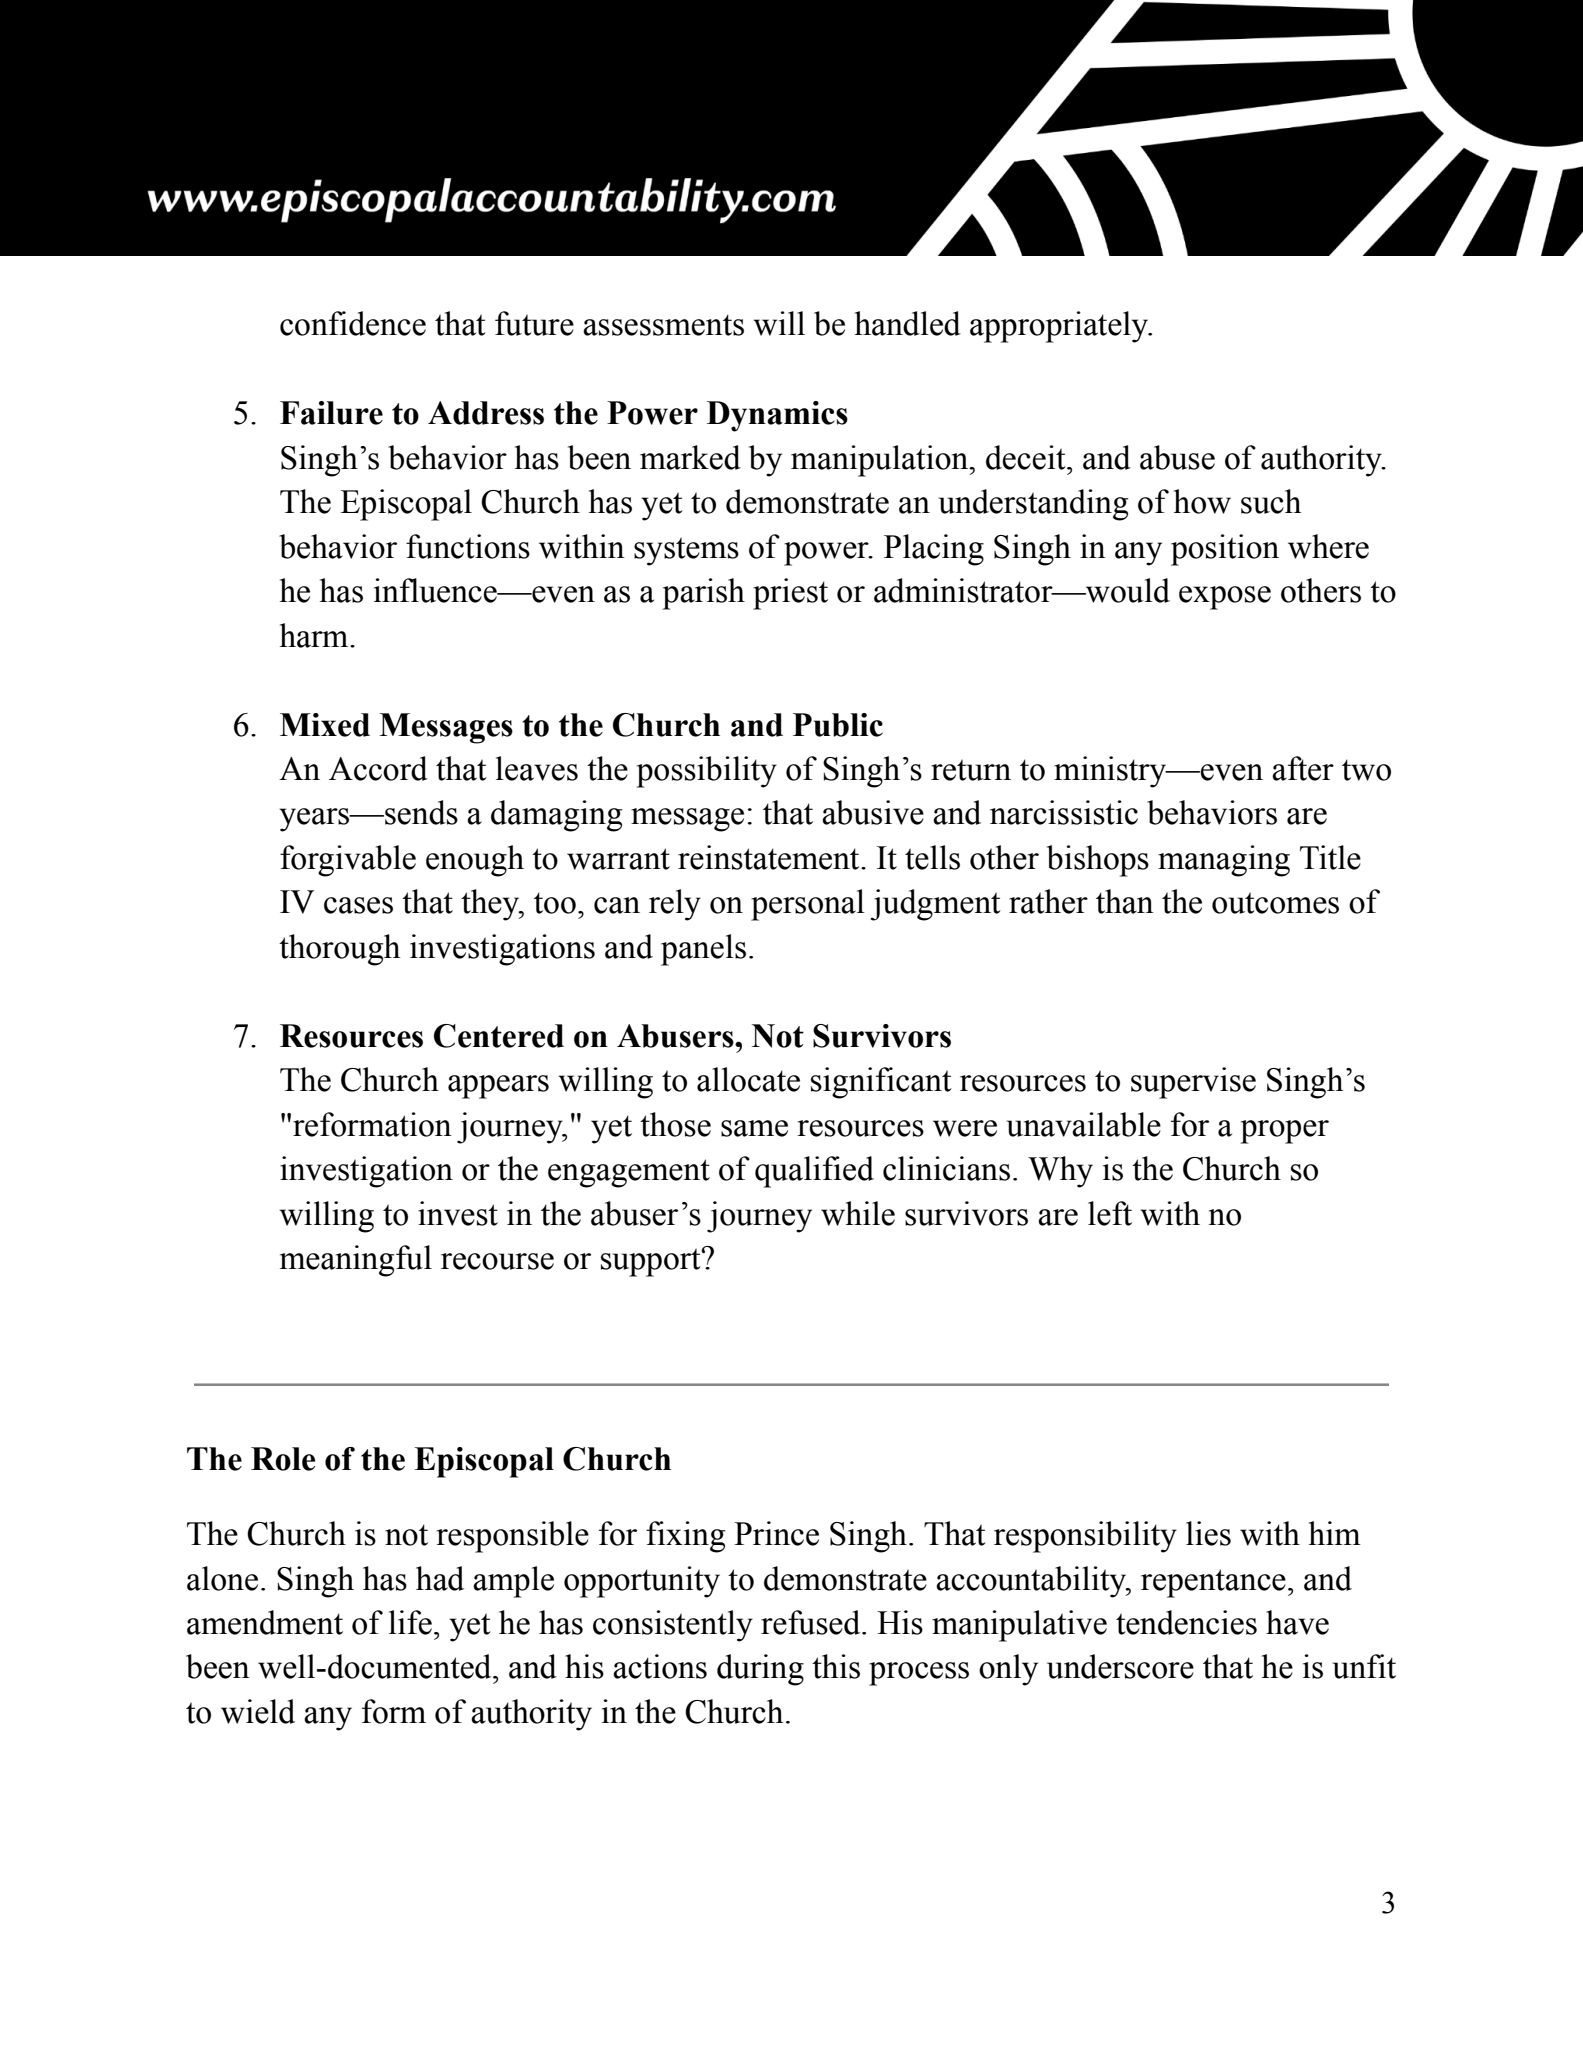 www.episcopalaccountability.com
confidence that future assessments will be handled appropriately.
5. Failure to Address the Power Dynamics
Singh’s behavior has been marked by manipulation, deceit, and abuse of authority.
The Episcopal Church has yet to demonstrate an understanding of how such
behavior functions within systems of power. Placing Singh in any position where
he has influence—even as a parish priest or administrator—would expose others to
harm.
6. Mixed Messages to the Church and Public
An Accord that leaves the possibility of Singh’s return to ministry—even after two
years—sends a damaging message: that abusive and narcissistic behaviors are
forgivable enough to warrant reinstatement. It tells other bishops managing Title
IV cases that they, too, can rely on personal judgment rather than the outcomes of
thorough investigations and panels.
7. Resources Centered on Abusers, Not Survivors
The Church appears willing to allocate significant resources to supervise Singh’s
"reformation journey," yet those same resources were unavailable for a proper
investigation or the engagement of qualified clinicians. Why is the Church so
willing to invest in the abuser’s journey while survivors are left with no
meaningful recourse or support?
The Role of the Episcopal Church
The Church is not responsible for fixing Prince Singh. That responsibility lies with him
alone. Singh has had ample opportunity to demonstrate accountability, repentance, and
amendment of life, yet he has consistently refused. His manipulative tendencies have
been well-documented, and his actions during this process only underscore that he is unfit
to wield any form of authority in the Church.
3